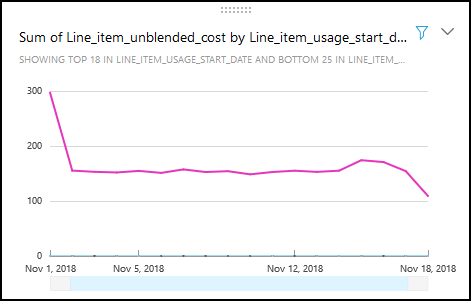 Sum of Line_item_unblended_cost by Line_item_usage_start_d...
SHOWING TOP 18 IN LINE_ITEM_USAGE_START_DATE AND BOTTOM 25 IN LINE_ITEM_...
300
200
100
0
Nov 1, 2018 Nov 5, 2018 Nov 12, 2018 Nov 18, 2018